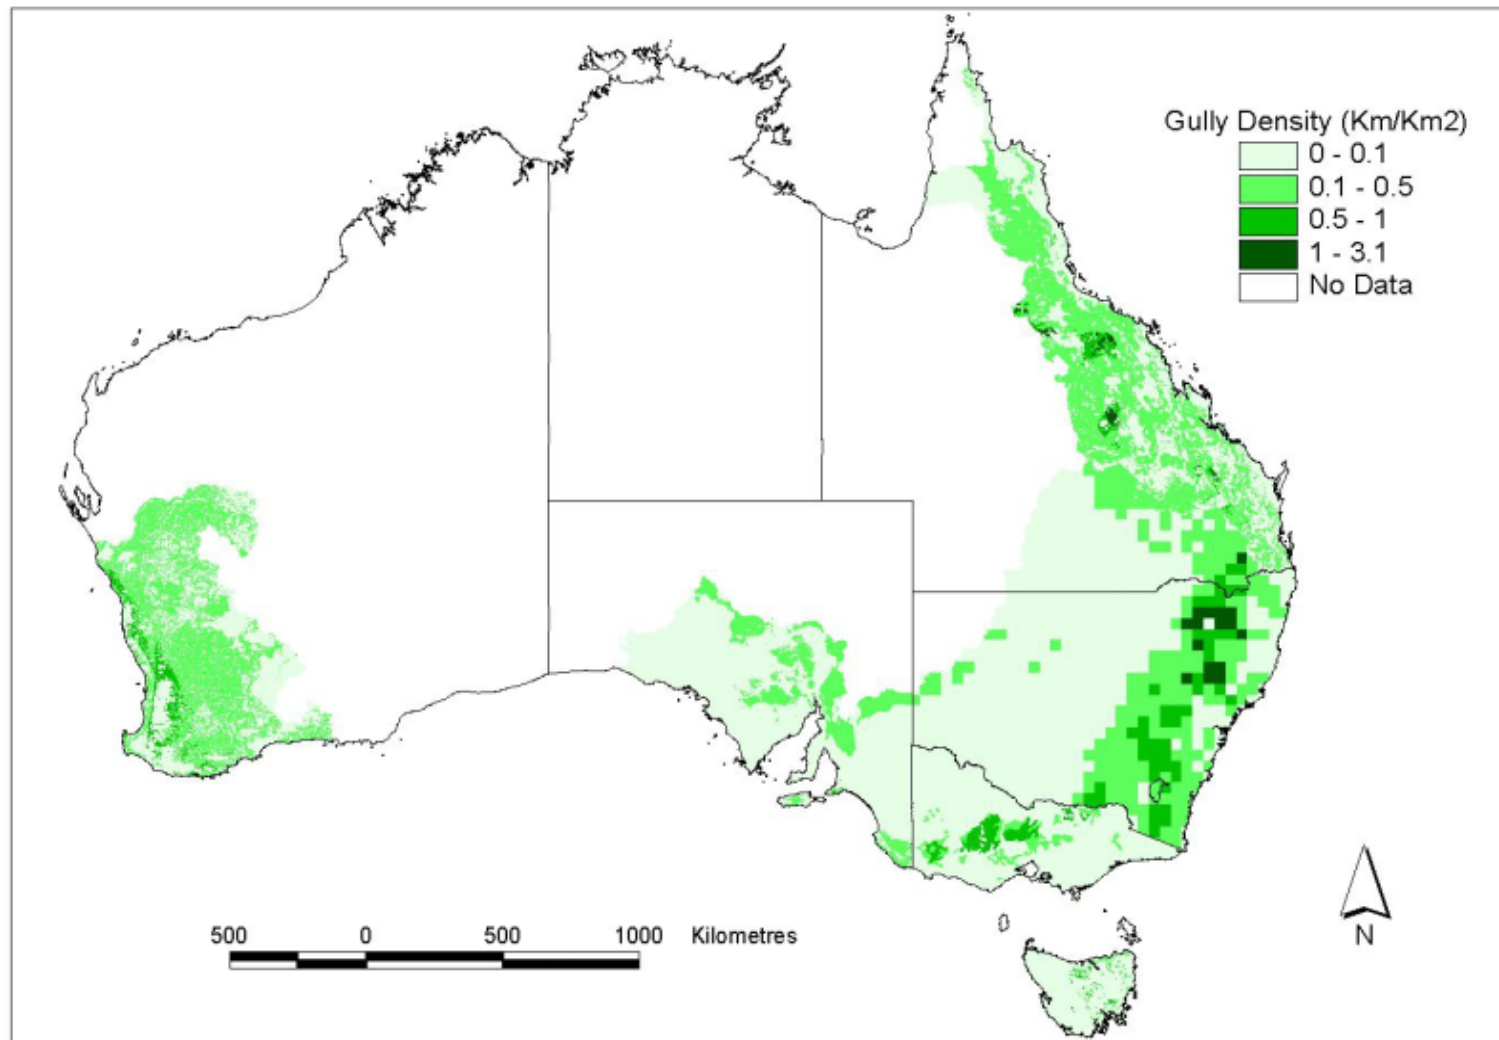 Gully Density (Km/Km2)
0 - 0.1
0.1 - 0.5
0.5 - 1
1 - 3.1
No Data
500 0 500 1000 Kilometres
N